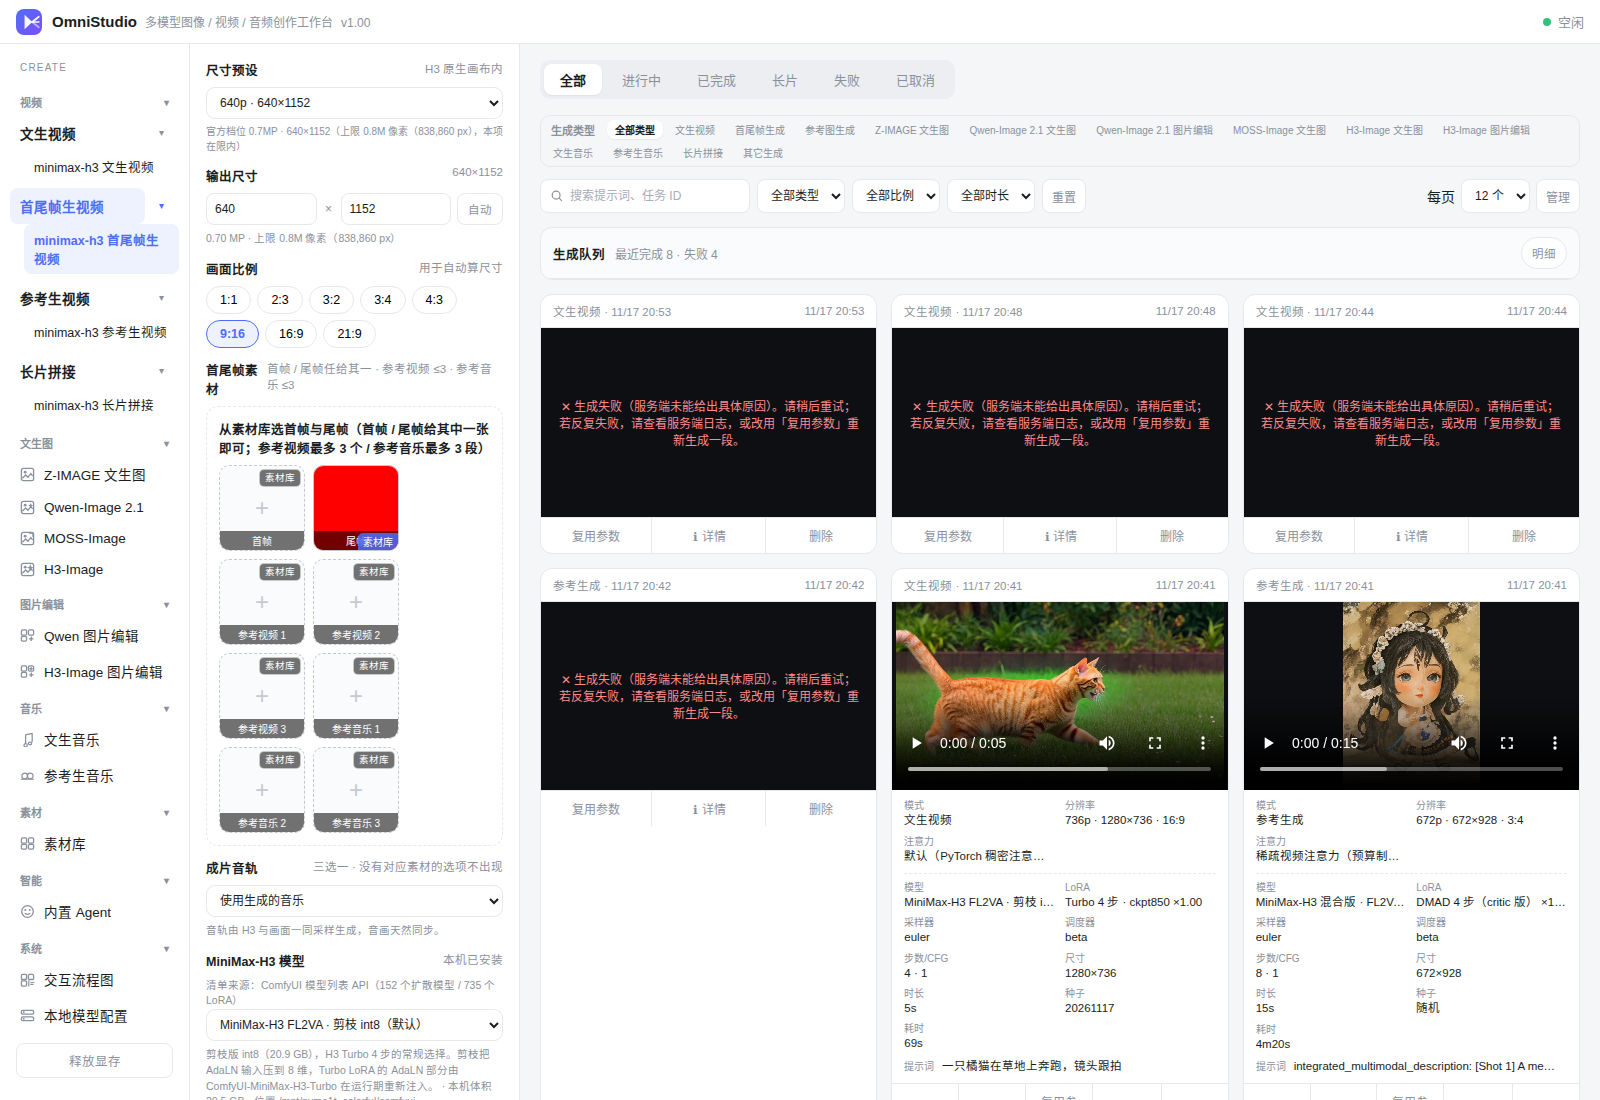 OmniStudio 多模型图像 / 视频 / 音频创作工作台 v1.00
空闲
CREATE
视频
文生视频
minimax-h3 文生视频
首尾帧生视频
minimax-h3 首尾帧生
视频
参考生视频
minimax-h3 参考生视频
长片拼接
minimax-h3 长片拼接
文生图
Z-IMAGE 文生图
Qwen-Image 2.1
MOSS-Image
H3-Image
图片编辑
Qwen 图片编辑
H3-Image 图片编辑
音乐
文生音乐
参考生音乐
素材
素材库
智能
内置 Agent
系统
交互流程图
本地模型配置
释放显存
尺寸预设 H3 原生画布内
640p · 640×1152
官方档位 0.7MP · 640×1152（上限 0.8M 像素（838,860 px），本项
在限内）
输出尺寸 640×1152
640 × 1152 自动
0.70 MP · 上限 0.8M 像素（838,860 px）
画面比例 用于自动算尺寸
1:1 2:3 3:2 3:4 4:3
9:16 16:9 21:9
首尾帧素
材
首帧 / 尾帧任给其一 · 参考视频 ≤3 · 参考音
乐 ≤3
从素材库选首帧与尾帧（首帧 / 尾帧给其中一张
即可；参考视频最多 3 个 / 参考音乐最多 3 段）
素材库
+
首帧
素材库
素材库 素材库
+ +
参考视频 1 参考视频 2
素材库 素材库
+ +
参考视频 3 参考音乐 1
素材库 素材库
+ +
参考音乐 2 参考音乐 3
成片音轨 三选一 · 没有对应素材的选项不出现
使用生成的音乐
音轨由 H3 与画面一同采样生成，音画天然同步。
MiniMax-H3 模型 本机已安装
清单来源：ComfyUI 模型列表 API（152 个扩散模型 / 735 个
LoRA）
MiniMax-H3 FL2VA · 剪枝 int8（默认）
剪枝版 int8（20.9 GB），H3 Turbo 4 步的常规选择。剪枝把
AdaLN 输入压到 8 维，Turbo LoRA 的 AdaLN 部分由
ComfyUI-MiniMax-H3-Turbo 在运行期重新注入。 · 本机体积
全部 进行中 已完成 长片 失败 已取消
生成类型 全部类型 文生视频 首尾帧生成 参考图生成 Z-IMAGE 文生图 Qwen-Image 2.1 文生图 Qwen-Image 2.1 图片编辑 MOSS-Image 文生图 H3-Image 文生图 H3-Image 图片编辑
文生音乐 参考生音乐 长片拼接 其它生成
搜索提示词、任务 ID 全部类型 全部比例 全部时长 重置 每页 12 个 管理
生成队列 最近完成 8 · 失败 4 明细
文生视频 · 11/17 20:53 11/17 20:53
✕ 生成失败（服务端未能给出具体原因）。请稍后重试；
若反复失败，请查看服务端日志，或改用「复用参数」重
新生成一段。
复用参数 ℹ 详情 删除
文生视频 · 11/17 20:48 11/17 20:48
✕ 生成失败（服务端未能给出具体原因）。请稍后重试；
若反复失败，请查看服务端日志，或改用「复用参数」重
新生成一段。
复用参数 ℹ 详情 删除
文生视频 · 11/17 20:44 11/17 20:44
✕ 生成失败（服务端未能给出具体原因）。请稍后重试；
若反复失败，请查看服务端日志，或改用「复用参数」重
新生成一段。
复用参数 ℹ 详情 删除
参考生成 · 11/17 20:42 11/17 20:42
✕ 生成失败（服务端未能给出具体原因）。请稍后重试；
若反复失败，请查看服务端日志，或改用「复用参数」重
新生成一段。
复用参数 ℹ 详情 删除
文生视频 · 11/17 20:41 11/17 20:41
0:00 / 0:05
模式 分辨率
文生视频 736p · 1280×736 · 16:9
注意力
默认（PyTorch 稠密注意…
模型 LoRA
MiniMax-H3 FL2VA · 剪枝 i… Turbo 4 步 · ckpt850 ×1.00
采样器 调度器
euler beta
步数/CFG 尺寸
4 · 1 1280×736
时长 种子
5s 20261117
耗时
69s
提示词 一只橘猫在草地上奔跑，镜头跟拍
参考生成 · 11/17 20:41 11/17 20:41
0:00 / 0:15
模式 分辨率
参考生成 672p · 672×928 · 3:4
注意力
稀疏视频注意力（预算制…
模型 LoRA
MiniMax-H3 混合版 · FL2V… DMAD 4 步（critic 版） ×1…
采样器 调度器
euler beta
步数/CFG 尺寸
8 · 1 672×928
时长 种子
15s 随机
耗时
4m20s
提示词 integrated_multimodal_description: [Shot 1] A me…